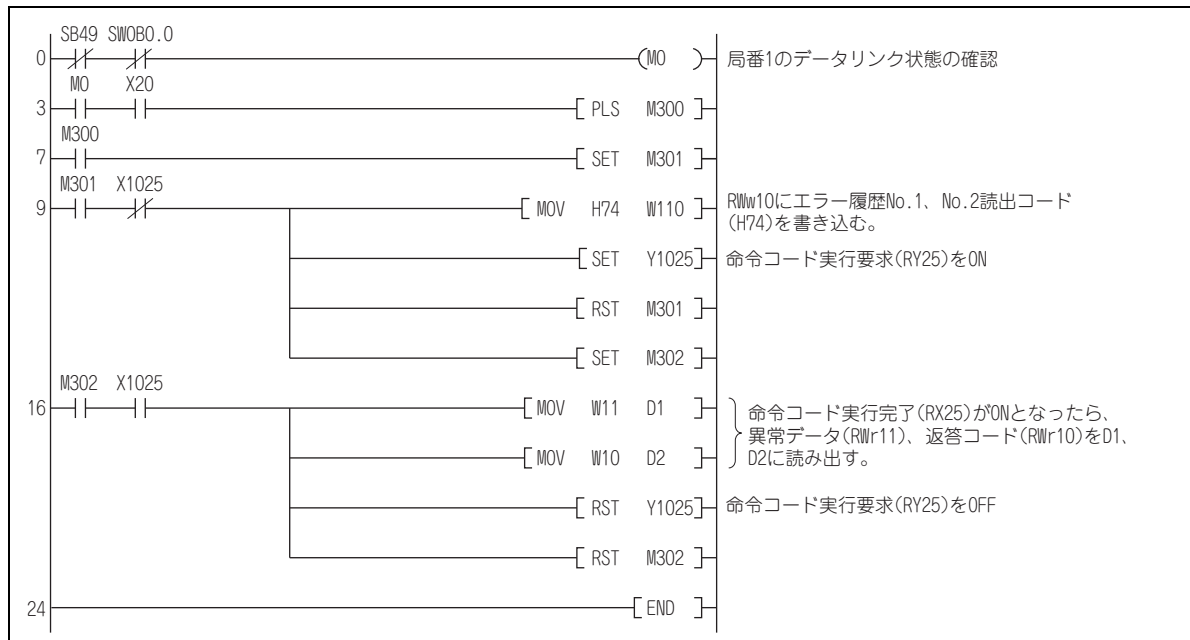 SB49 SW0B0.0
0 (M0 ) 局番1のデータリンク状態の確認
M0 X20
3 [ PLS M300 ]
M300
7 [ SET M301 ]
M301 X1025
9 [ MOV H74 W110 ] RWw10にエラー履歴No.1、No.2読出コード
(H74)を書き込む。
[ SET Y1025] 命令コード実行要求(RY25)をON
[ RST M301 ]
[ SET M302 ]
M302 X1025
16 [ MOV W11 D1 ] 命令コード実行完了(RX25)がONとなったら、
異常データ(RWr11)、返答コード(RWr10)をD1、
[ MOV W10 D2 ] D2に読み出す。
[ RST Y1025] 命令コード実行要求(RY25)をOFF
[ RST M302 ]
24 [ END ]